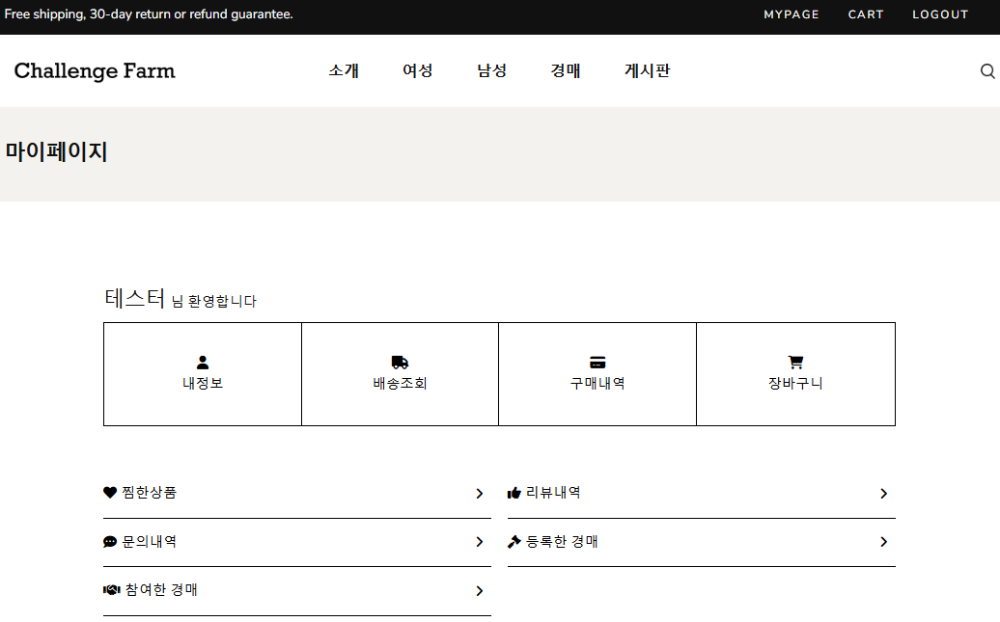 Free shipping, 30-day return or refund guarantee. MYPAGE CART LOGOUT
Challenge Farm 소개 여성 남성 경매 게시판
마이페이지
테스터 님 환영합니다
내정보 배송조회 구매내역 장바구니
찜한상품 리뷰내역
문의내역 등록한 경매
참여한 경매